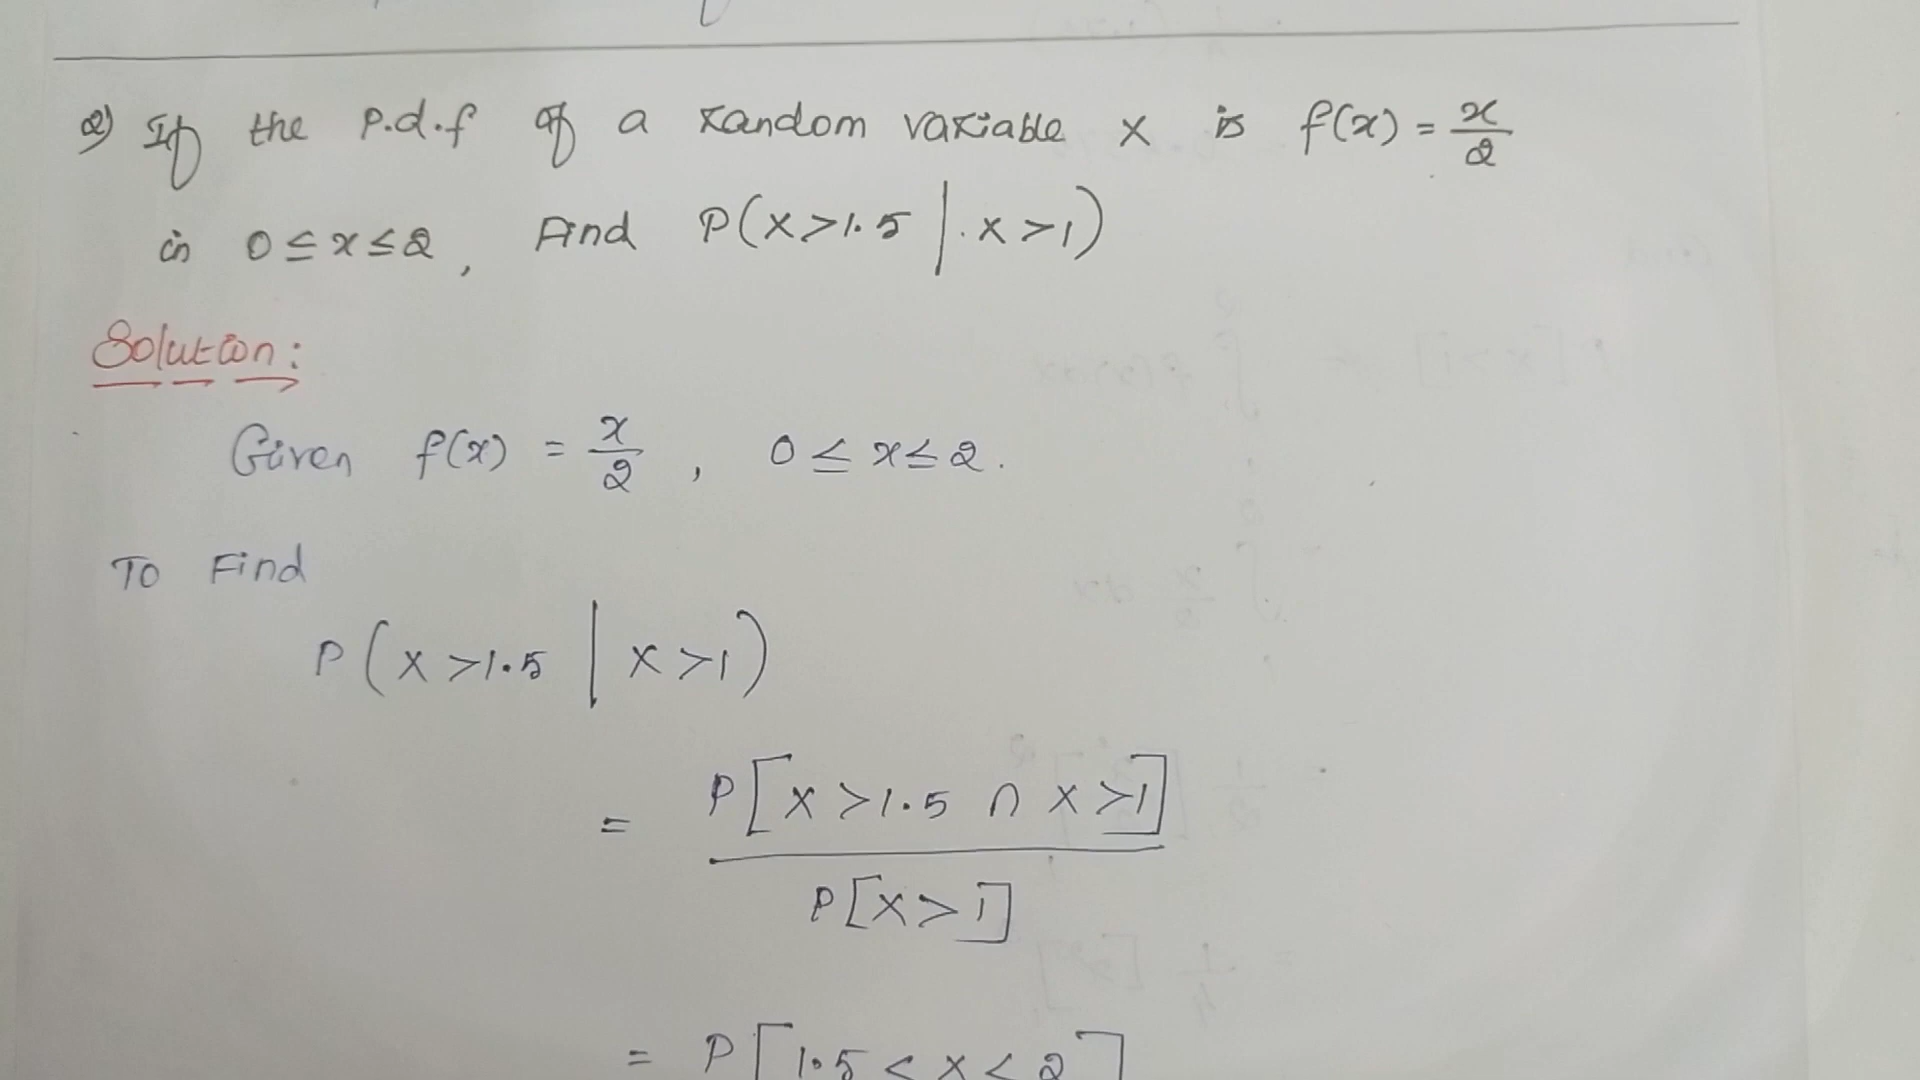 2) If the P.d.f of a random variable X is f(x) = x/2
in 0 ≤ x ≤ 2, Find P(X>1.5 | X>1)
Solution:
Given f(x) = x/2, 0 ≤ x ≤ 2.
To Find
P(X>1.5 | X>1)
= P[X>1.5 ∩ X>1] / P[X>1]
= P[1.5 < X < 2]